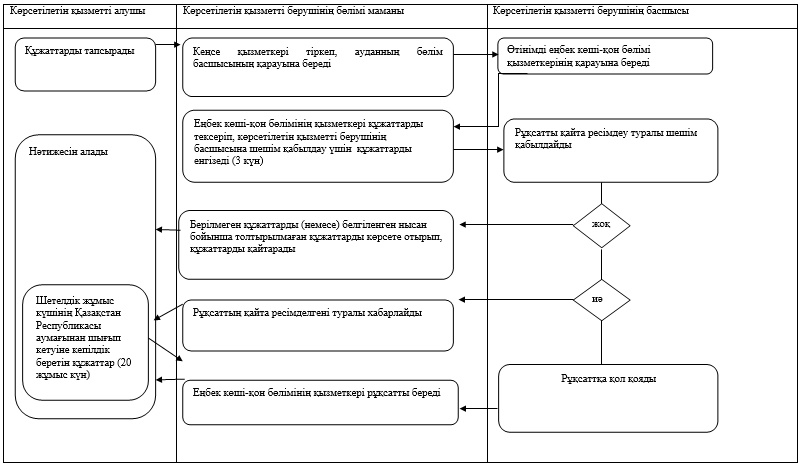 Көрсетілетін қызметті алушы
Көрсетілетін қызметті берушінің бөлімі маманы
Көрсетілетін қызметті берушінің басшысы
Құжаттарды тапсырады
Кеңсе қызметкері тіркеп, ауданның бөлім
басшысының қарауына береді
Өтінімді еңбек көші-қон бөлімі
қызметкерінің қарауына береді
Еңбек көші-қон бөлімінің қызметкері құжаттарды
тексеріп, көрсетілетін қызметті берушінің
басшысына шешім қабылдау үшін құжаттарды
енгізеді (3 күн)
Рұқсатты қайта ресімдеу туралы шешім
қабылдайды
Нәтижесін алады
жоқ
Берілмеген құжаттарды (немесе) белгіленген нысан
бойынша толтырылмаған құжаттарды көрсете отырып,
құжаттарды қайтарады
иә
Рұқсаттың қайта ресімделгені туралы хабарлайды
Шетелдік жұмыс
күшінің Қазақстан
Республикасы
аумағынан шығып
кетуіне кепілдік
беретін құжаттар (20
жұмыс күн)
Рұқсатқа қол қояды
Еңбек көші-қон бөлімінің қызметкері рұқсатты береді